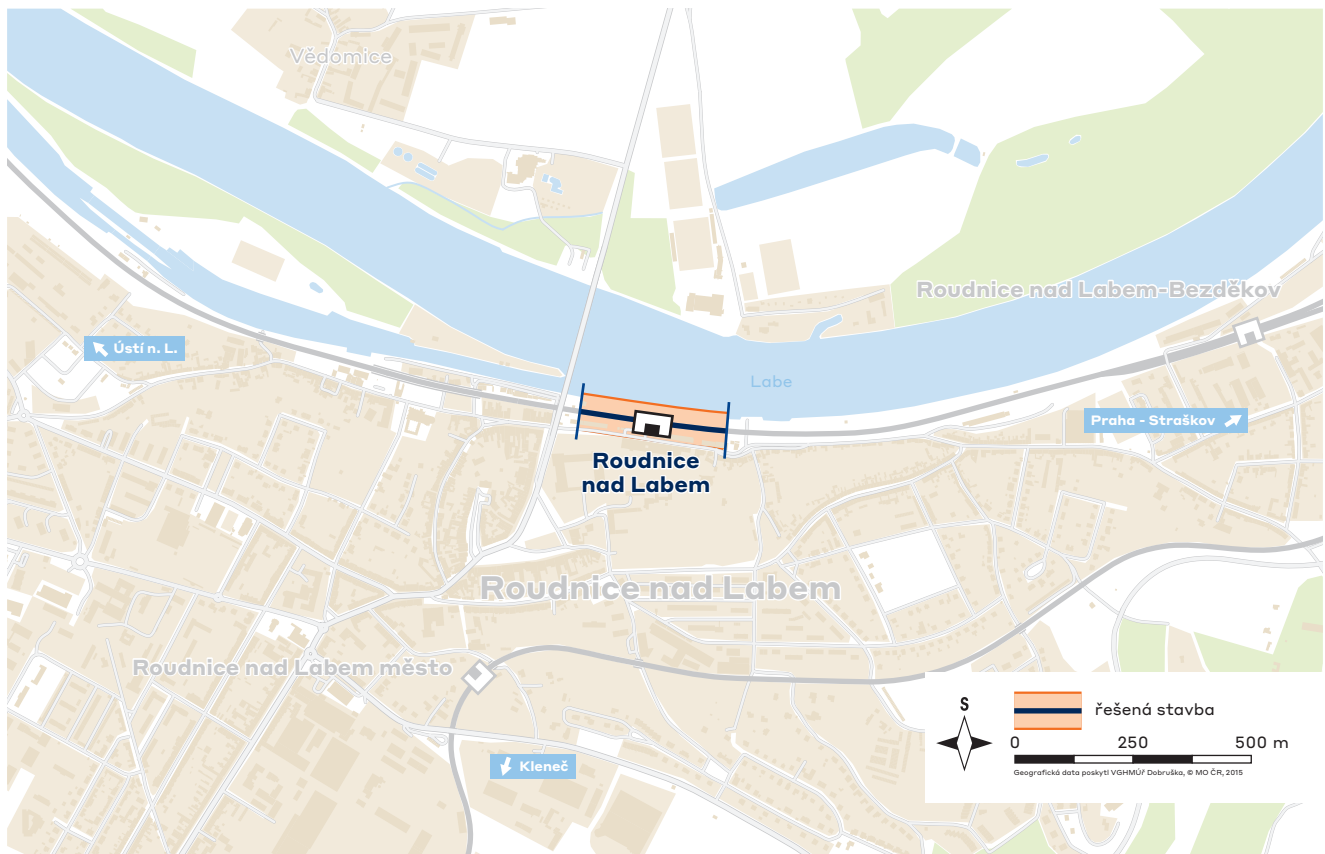 Vědomice
Roudnice nad Labem-Bezděkov
Ústí n. L.
Labe
Praha - Straškov
Roudnice
nad Labem
Roudnice nad Labem
Roudnice nad Labem město
Kleneč
S
řešená stavba
0 250 500 m
Geografická data poskytl VGHMÚř Dobruška, © MO ČR, 2015